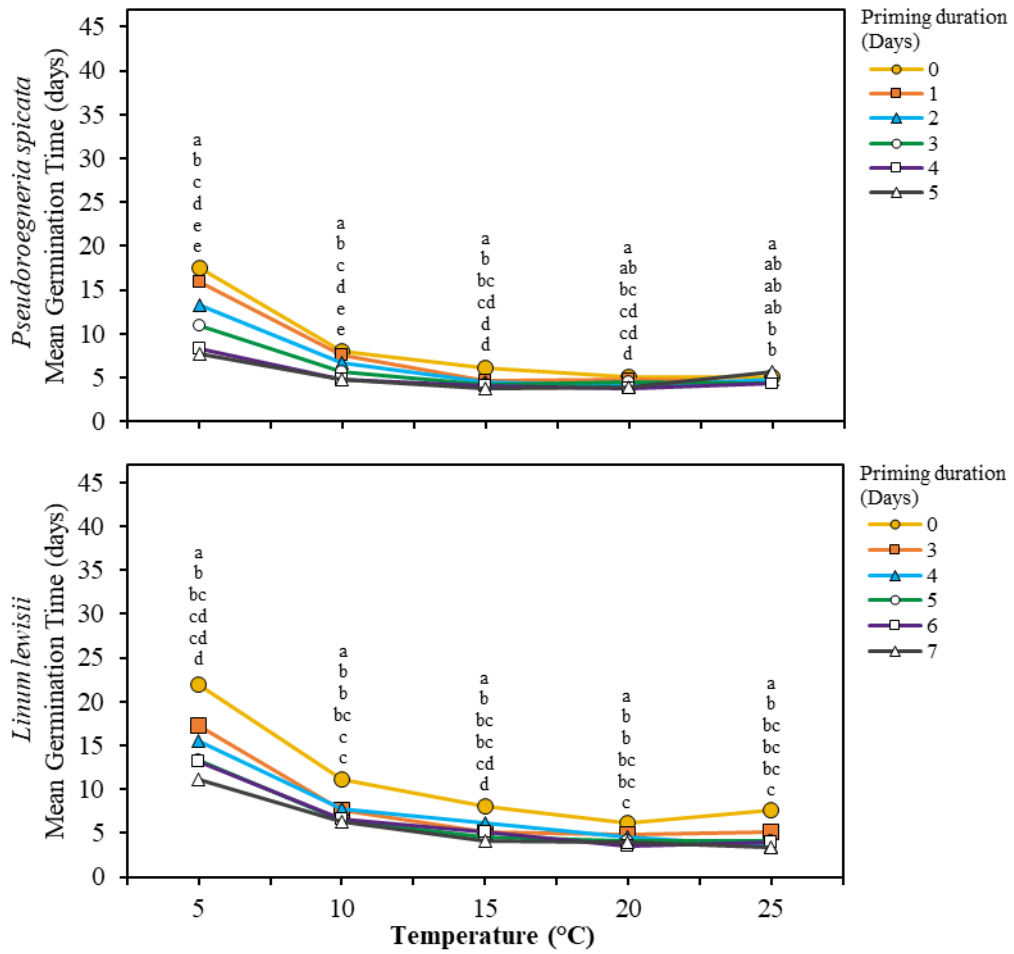 Pseudoroegneria spicata
Mean Germination Time (days)
45
40
35
30
25
20
15
10
5
0
a
b
c
d
e
e
a
b
c
d
e
e
a
b
bc
cd
d
d
a
ab
bc
cd
cd
d
a
ab
ab
ab
b
b
Priming duration
(Days)
0
1
2
3
4
5
Linum lewisii
Mean Germination Time (days)
45
40
35
30
25
20
15
10
5
0
a
b
bc
cd
cd
d
a
b
b
bc
c
c
a
b
bc
bc
cd
d
a
b
b
bc
bc
c
a
b
bc
bc
bc
c
5
10
15
20
25
Temperature (°C)
Priming duration
(Days)
0
3
4
5
6
7